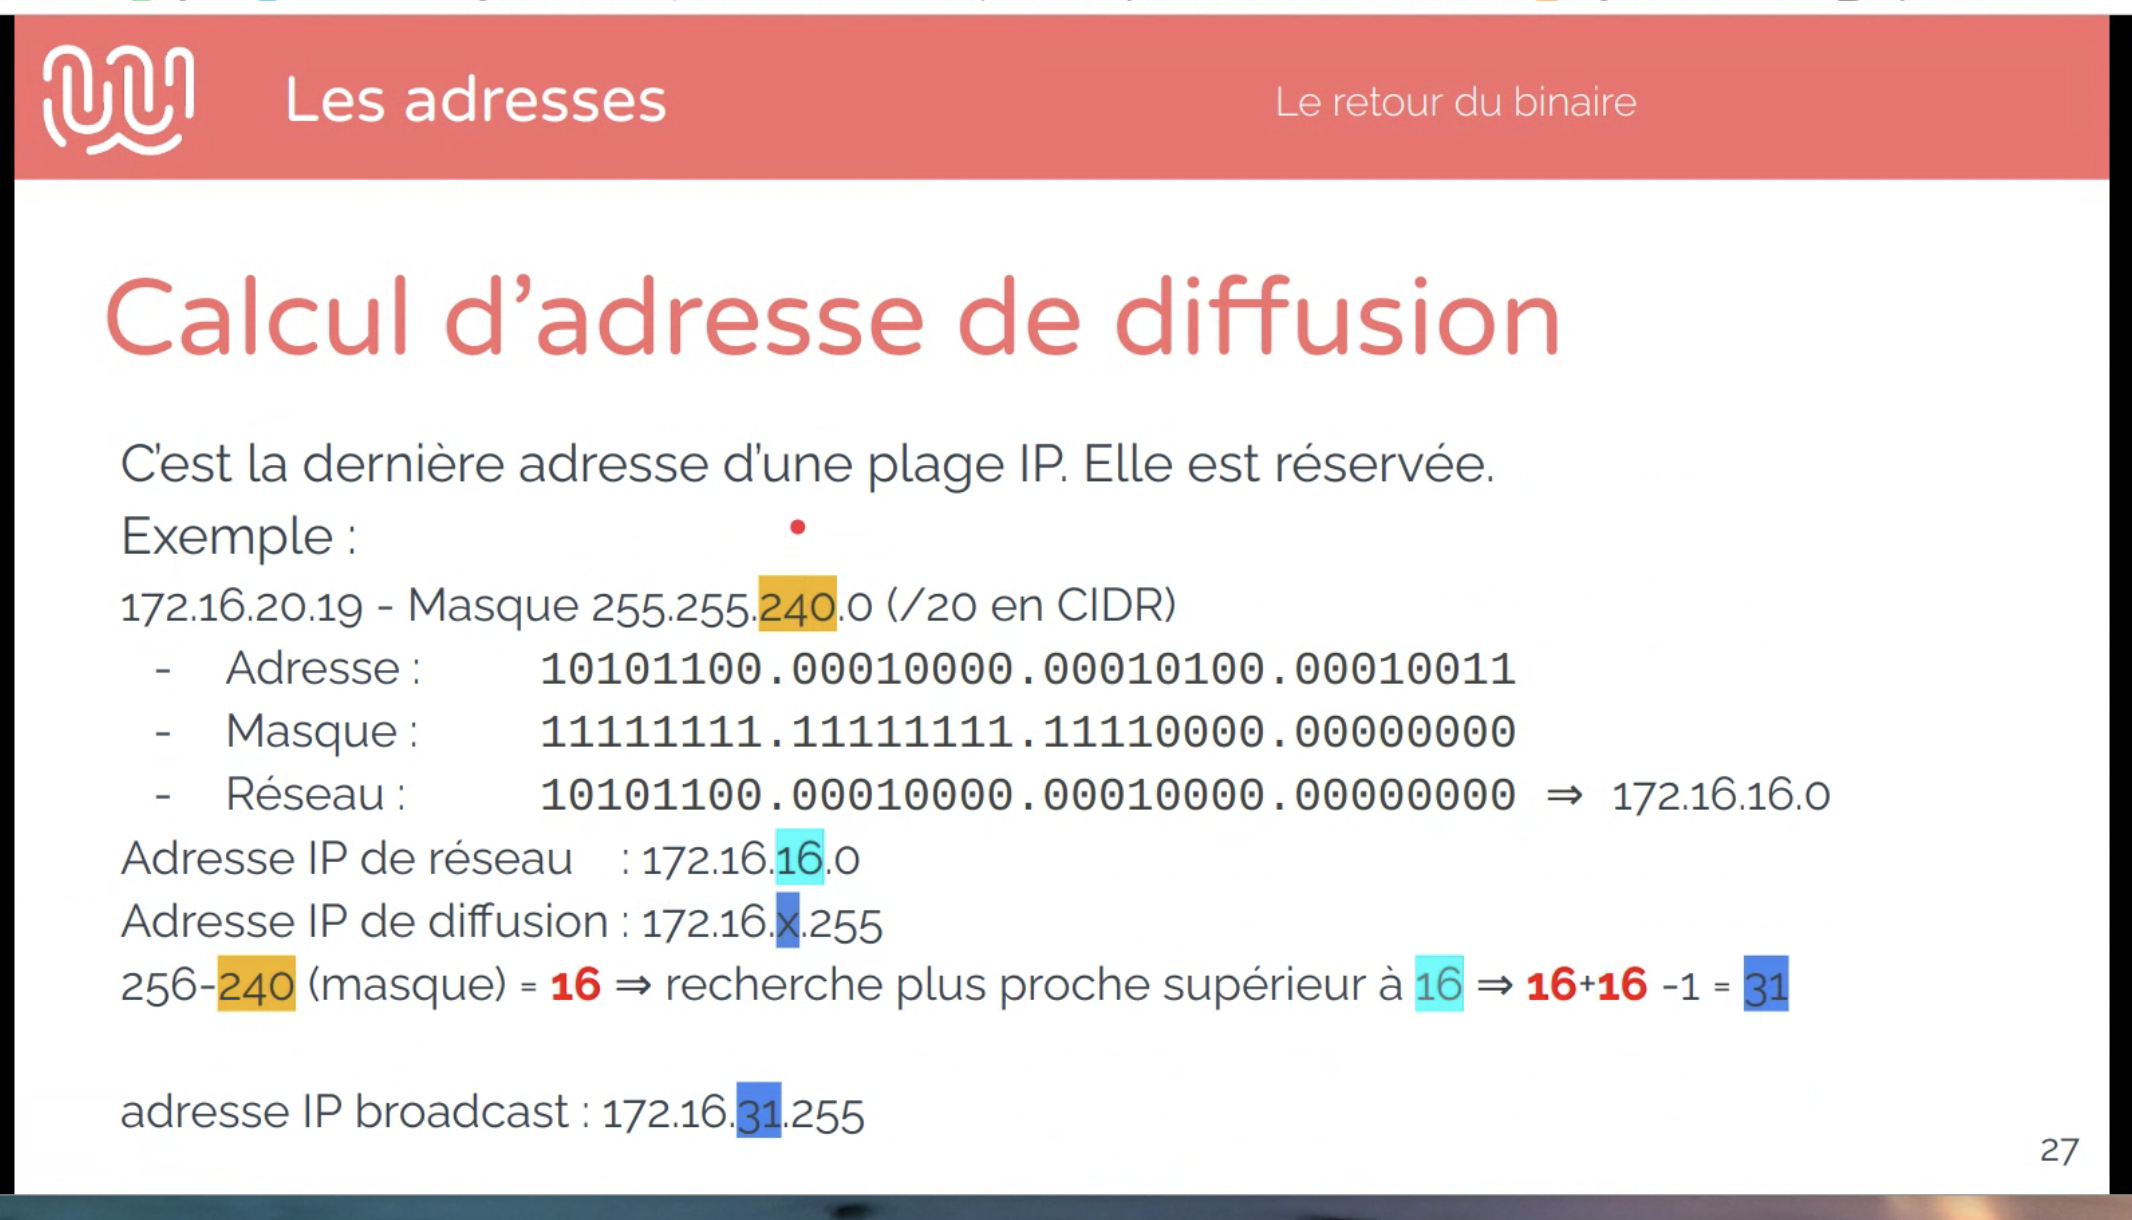 Les adresses
Le retour du binaire
Calcul d'adresse de diffusion
C'est la dernière adresse d'une plage IP. Elle est réservée.
Exemple :
172.16.20.19 - Masque 255.255.240.0 (/20 en CIDR)
- Adresse : 10101100.00010000.00010100.00010011
- Masque : 11111111.11111111.11110000.00000000
- Réseau : 10101100.00010000.00010000.00000000 ⇒ 172.16.16.0
Adresse IP de réseau : 172.16.16.0
Adresse IP de diffusion : 172.16.x.255
256-240 (masque) = 16 ⇒ recherche plus proche supérieur à 16 ⇒ 16+16 -1 = 31
adresse IP broadcast : 172.16.31.255
27